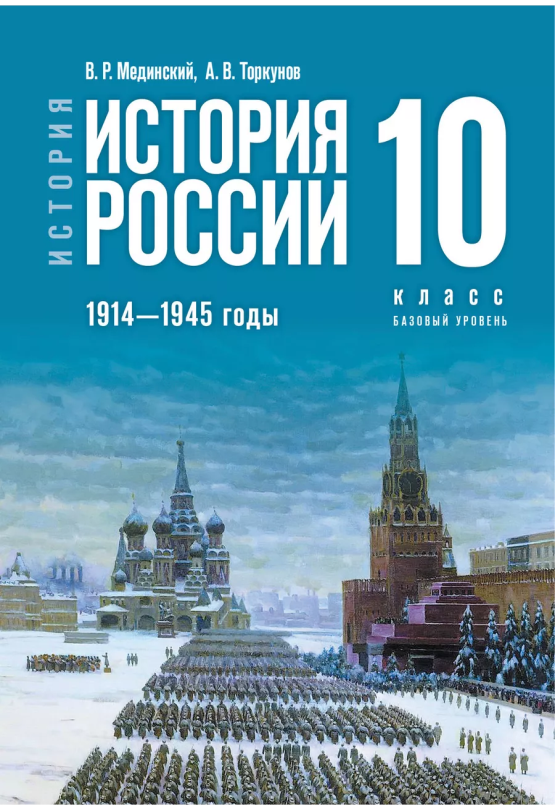 В. Р. Мединский, А. В. Торкунов
ИСТОРИЯ
ИСТОРИЯ
РОССИИ
10
класс
БАЗОВЫЙ УРОВЕНЬ
1914—1945 годы